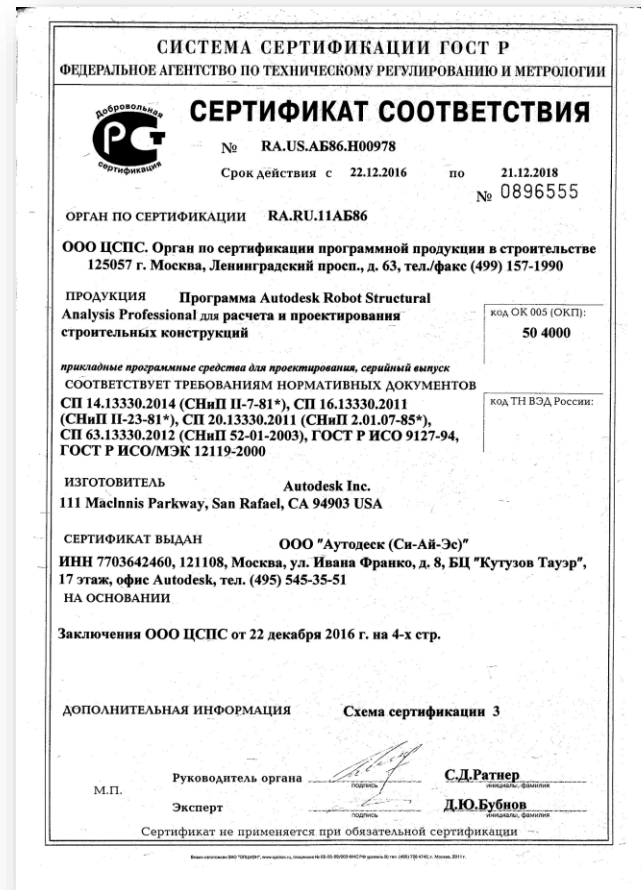 СИСТЕМА СЕРТИФИКАЦИИ ГОСТ Р
ФЕДЕРАЛЬНОЕ АГЕНТСТВО ПО ТЕХНИЧЕСКОМУ РЕГУЛИРОВАНИЮ И МЕТРОЛОГИИ
Добровольная
РСТ
сертификация
СЕРТИФИКАТ СООТВЕТСТВИЯ
№ RA.US.АБ86.Н00978
Срок действия с 22.12.2016 по 21.12.2018
№ 0896555
ОРГАН ПО СЕРТИФИКАЦИИ RA.RU.11АБ86
ООО ЦСПС. Орган по сертификации программной продукции в строительстве
125057 г. Москва, Ленинградский просп., д. 63, тел./факс (499) 157-1990
ПРОДУКЦИЯ Программа Autodesk Robot Structural
Analysis Professional для расчета и проектирования
строительных конструкций
код ОК 005 (ОКП):
50 4000
прикладные программные средства для проектирования, серийный выпуск
СООТВЕТСТВУЕТ ТРЕБОВАНИЯМ НОРМАТИВНЫХ ДОКУМЕНТОВ
СП 14.13330.2014 (СНиП II-7-81*), СП 16.13330.2011
(СНиП II-23-81*), СП 20.13330.2011 (СНиП 2.01.07-85*),
СП 63.13330.2012 (СНиП 52-01-2003), ГОСТ Р ИСО 9127-94,
ГОСТ Р ИСО/МЭК 12119-2000
код ТН ВЭД России:
ИЗГОТОВИТЕЛЬ Autodesk Inc.
111 MacInnis Parkway, San Rafael, CA 94903 USA
СЕРТИФИКАТ ВЫДАН ООО "Аутодеск (Си-Ай-Эс)"
ИНН 7703642460, 121108, Москва, ул. Ивана Франко, д. 8, БЦ "Кутузов Тауэр",
17 этаж, офис Autodesk, тел. (495) 545-35-51
НА ОСНОВАНИИ
Заключения ООО ЦСПС от 22 декабря 2016 г. на 4-х стр.
ДОПОЛНИТЕЛЬНАЯ ИНФОРМАЦИЯ Схема сертификации 3
М.П.
Руководитель органа С.Д.Ратнер
подпись инициалы, фамилия
Эксперт Д.Ю.Бубнов
подпись инициалы, фамилия
Сертификат не применяется при обязательной сертификации